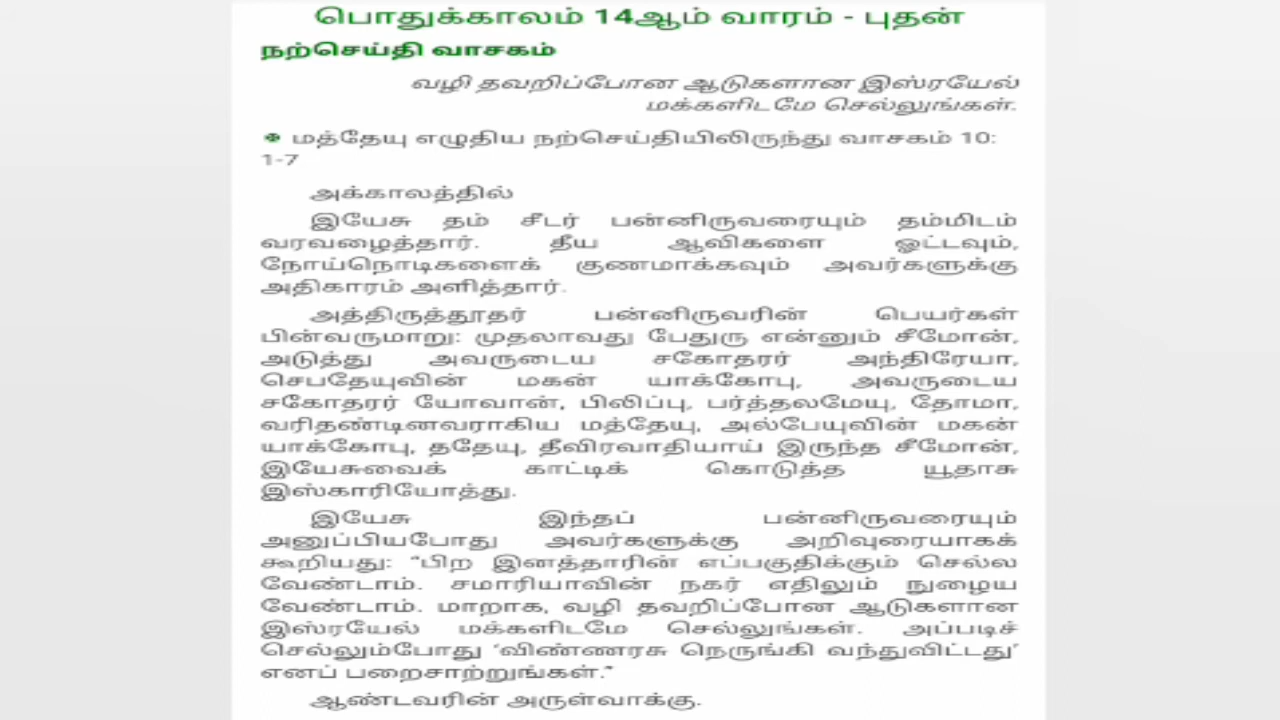 பொதுக்காலம் 14ஆம் வாரம் - புதன்
நற்செய்தி வாசகம்
வழி தவறிப்போன ஆடுகளான இஸ்ரயேல்
மக்களிடமே செல்லுங்கள்.
✠ மத்தேயு எழுதிய நற்செய்தியிலிருந்து வாசகம் 10:
1-7
அக்காலத்தில்
இயேசு தம் சீடர் பன்னிருவரையும் தம்மிடம்
வரவழைத்தார். தீய ஆவிகளை ஓட்டவும்,
நோய்நொடிகளைக் குணமாக்கவும் அவர்களுக்கு
அதிகாரம் அளித்தார்.
அத்திருத்தூதர் பன்னிருவரின் பெயர்கள்
பின்வருமாறு: முதலாவது பேதுரு என்னும் சீமோன்,
அடுத்து அவருடைய சகோதரர் அந்திரேயா,
செபதேயுவின் மகன் யாக்கோபு, அவருடைய
சகோதரர் யோவான், பிலிப்பு, பர்த்தலமேயு, தோமா,
வரிதண்டினவராகிய மத்தேயு, அல்பேயுவின் மகன்
யாக்கோபு, ததேயு, தீவிரவாதியாய் இருந்த சீமோன்,
இயேசுவைக் காட்டிக் கொடுத்த யூதாசு
இஸ்காரியோத்து.
இயேசு இந்தப் பன்னிருவரையும்
அனுப்பியபோது அவர்களுக்கு அறிவுரையாகக்
கூறியது: “பிற இனத்தாரின் எப்பகுதிக்கும் செல்ல
வேண்டாம். சமாரியாவின் நகர் எதிலும் நுழைய
வேண்டாம். மாறாக, வழி தவறிப்போன ஆடுகளான
இஸ்ரயேல் மக்களிடமே செல்லுங்கள். அப்படிச்
செல்லும்போது ‘விண்ணரசு நெருங்கி வந்துவிட்டது’
எனப் பறைசாற்றுங்கள்.”
ஆண்டவரின் அருள்வாக்கு.